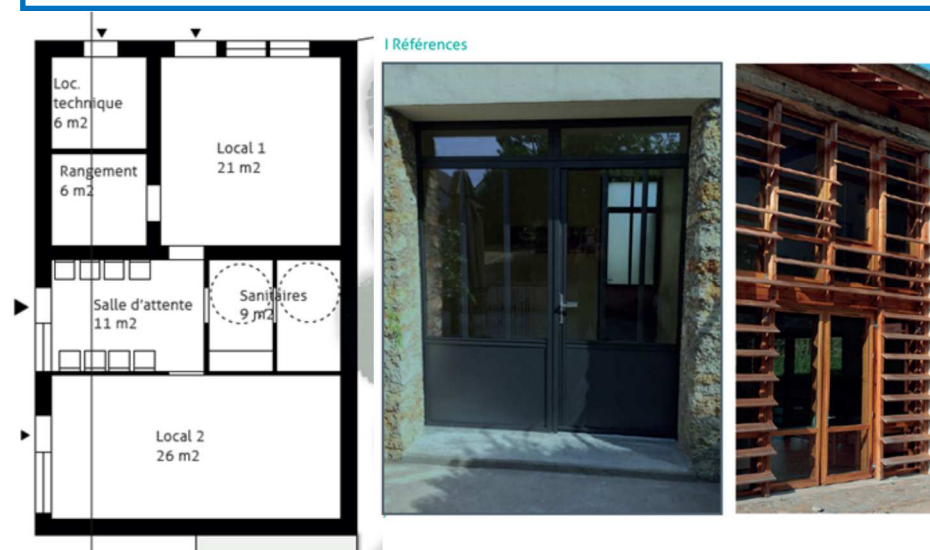 I Références
Loc.
technique
6 m2
Rangement
6 m2
Local 1
21 m2
Salle d'attente
11 m2
Sanitaires
9 m2
Local 2
26 m2